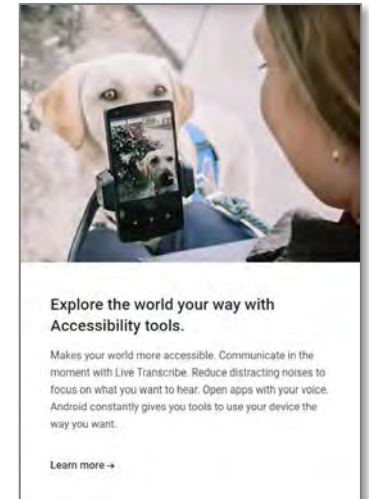 Explore the world your way with
Accessibility tools.
Makes your world more accessible. Communicate in the
moment with Live Transcribe. Reduce distracting noises to
focus on what you want to hear. Open apps with your voice.
Android constantly gives you tools to use your device the
way you want.
Learn more →